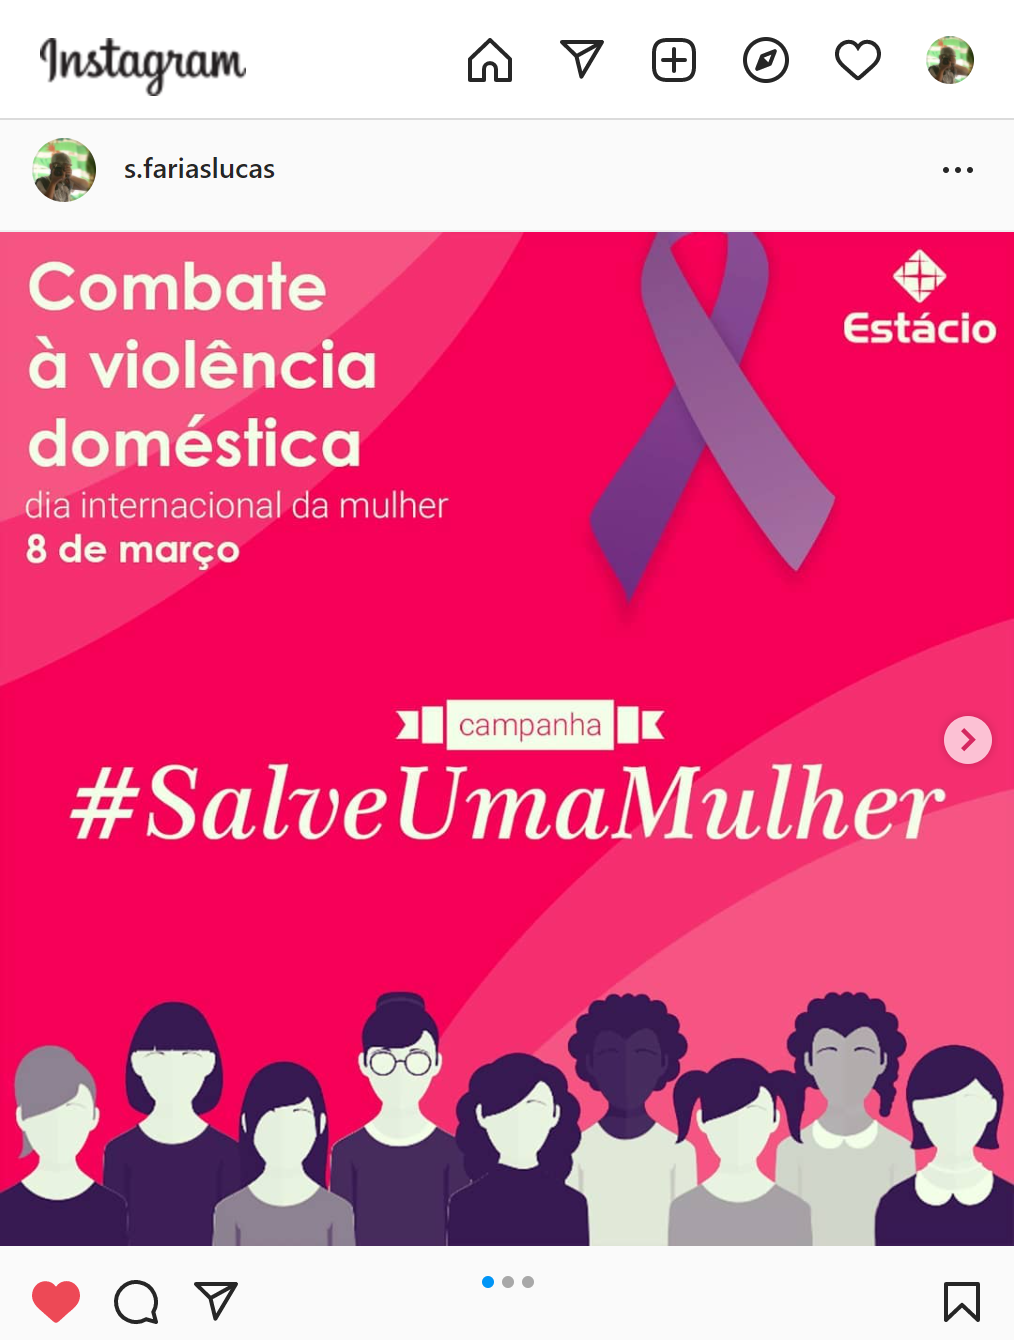 Instagram
s.fariaslucas
Combate
à violência
doméstica
dia internacional da mulher
8 de março
Estácio
campanha
#SalveUmaMulher